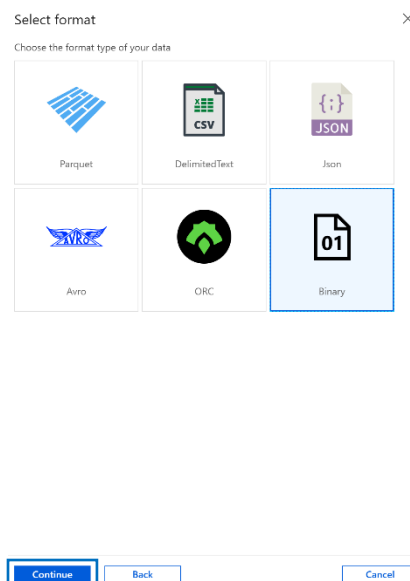 Select format
Choose the format type of your data
X
CSV
{;}
JSON
Parquet
DelimitedText
Json
AVRO
01
Avro
ORC
Binary
Continue
Back
Cancel